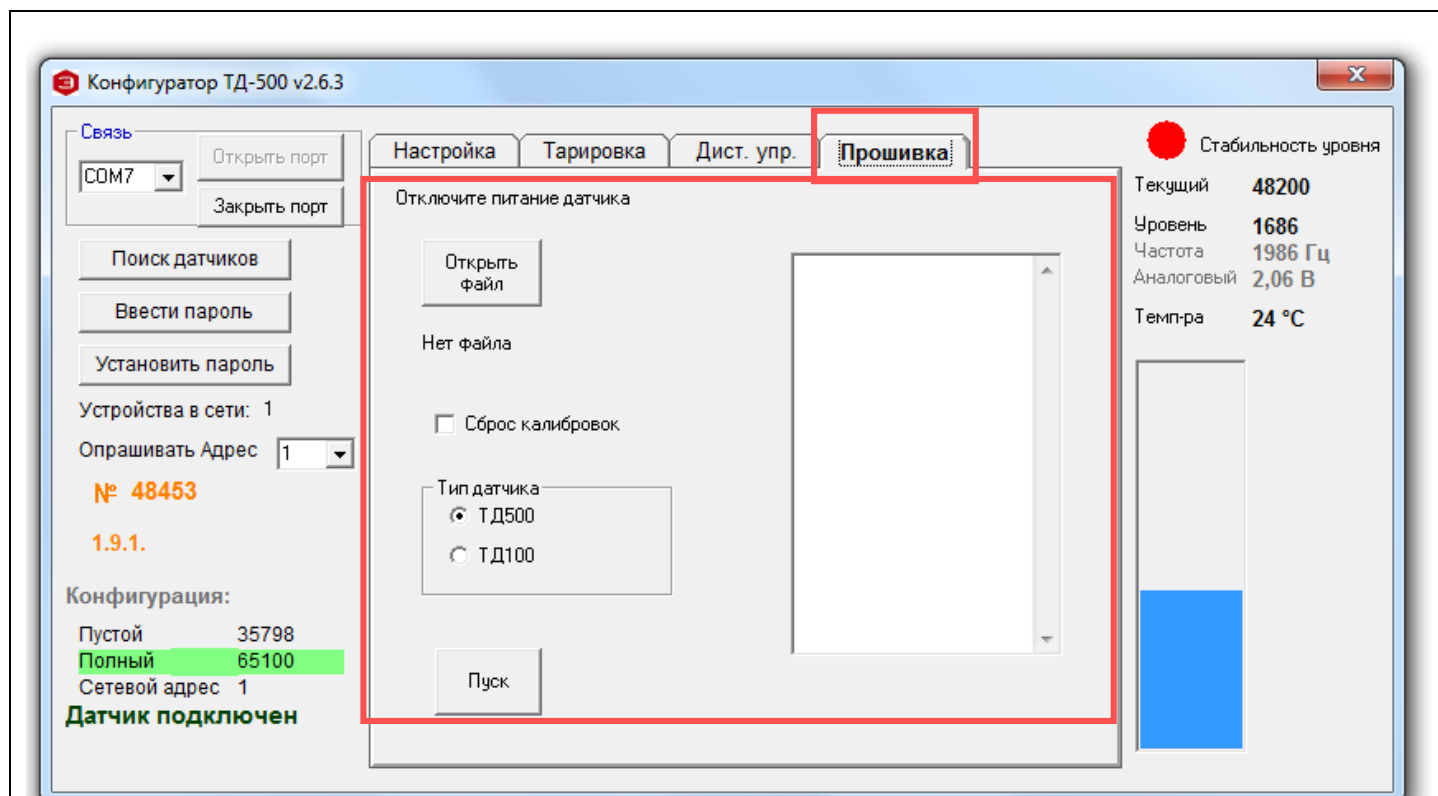 Конфигуратор ТД-500 v2.6.3
x
Связь
COM7
Открыть порт
Закрыть порт
Поиск датчиков
Ввести пароль
Установить пароль
Устройства в сети: 1
Опрашивать Адрес 1
№ 48453
1.9.1.
Конфигурация:
Пустой 35798
Полный 65100
Сетевой адрес 1
Датчик подключен
Настройка Тарировка Дист. упр. Прошивка
Отключите питание датчика
Открыть
файл
Нет файла
Сброс калибровок
Тип датчика
ТД500
ТД100
Пуск
Стабильность уровня
Текущий 48200
Уровень 1686
Частота 1986 Гц
Аналоговый 2,06 В
Темп-ра 24 °C